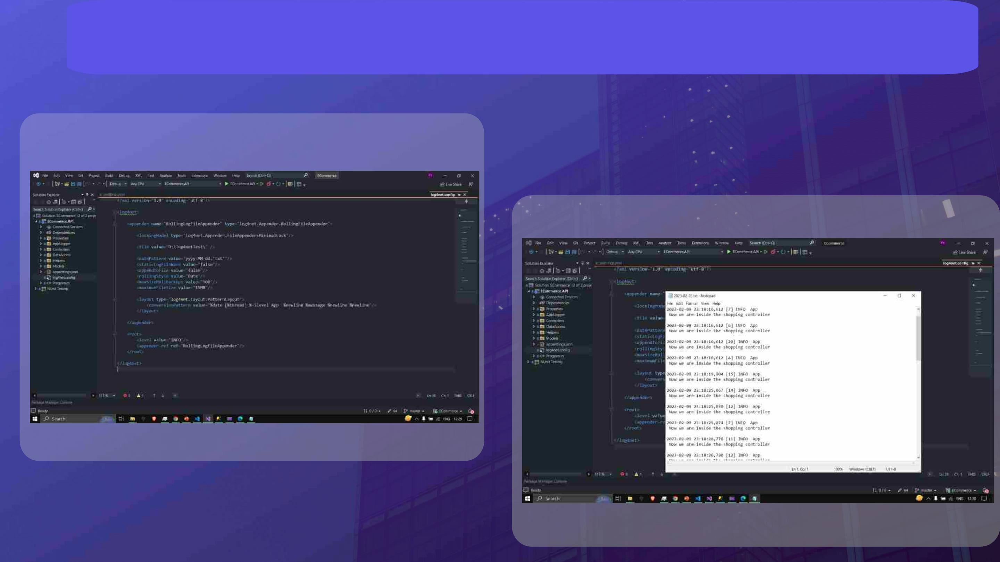 File Edit View Git Project Build Debug XML Test Analyze Tools Extensions Window Help Search (Ctrl+Q) ECommerce
Debug Any CPU ECommerce.API ECommerce.API Live Share
Solution Explorer appsettings.json log4net.config
Search Solution Explorer (Ctrl+;)
Solution 'ECommerce' (2 of 2 proje
ECommerce.API
Connected Services
Dependencies
Properties
AppLogger
Controllers
DataAccess
Helpers
Models
appsettings.json
log4net.config
Program.cs
NUnit Testing
<?xml version="1.0" encoding="utf-8"?>
<log4net>
<appender name="RollingLogFileAppender" type="log4net.Appender.RollingFileAppender">
<lockingModel type="log4net.Appender.FileAppender+MinimalLock"/>
<file value="D:\log4netTest\" />
<datePattern value="yyyy-MM-dd.'txt'"/>
<staticLogFileName value="false"/>
<appendToFile value="false"/>
<rollingStyle value="Date"/>
<maxSizeRollBackups value="100"/>
<maximumFileSize value="15MB"/>
<layout type="log4net.Layout.PatternLayout">
<conversionPattern value="%date [%thread] %-5level App  %newline %message %newline %newline"/>
</layout>
</appender>
<root>
<level value="INFO"/>
<appender-ref ref="RollingLogFileAppender"/>
</root>
</log4net>
117 % 0 1 Ln: 30 Ch: 1 TABS CRLF
Package Manager Console
Ready 0 / 0 64 master ECommerce
Search ENG 12:29
File Edit View Git Project Build Debug XML Test Analyze Tools Extensions Window Help Search (Ctrl+Q) ECommerce
Debug Any CPU ECommerce.API ECommerce.API Live Share
Solution Explorer appsettings.json log4net.config
Search Solution Explorer (Ctrl+;)
Solution 'ECommerce' (2 of 2 proje
ECommerce.API
Connected Services
Dependencies
Properties
AppLogger
Controllers
DataAccess
Helpers
Models
appsettings.json
log4net.config
Program.cs
NUnit Testing
<?xml version="1.0" encoding="utf-8"?>
<log4net>
<appender name=
<lockingMode
<file value=
<datePattern
<staticLogFi
<appendToFil
<rollingStyl
<maxSizeRoll
<maximumFile
<layout type
<convers
</layout>
</appender>
<root>
<level value
<appender-re
</root>
</log4net>
2023-02-09.txt - Notepad
File Edit Format View Help
2023-02-09 23:18:16,612 [7] INFO  App
Now we are inside the shopping controller
2023-02-09 23:18:16,612 [6] INFO  App
Now we are inside the shopping controller
2023-02-09 23:18:16,612 [20] INFO  App
Now we are inside the shopping controller
2023-02-09 23:18:16,612 [4] INFO  App
Now we are inside the shopping controller
2023-02-09 23:18:19,904 [15] INFO  App
Now we are inside the shopping controller
2023-02-09 23:18:25,067 [14] INFO  App
Now we are inside the shopping controller
2023-02-09 23:18:25,070 [12] INFO  App
Now we are inside the shopping controller
2023-02-09 23:18:25,074 [7] INFO  App
Now we are inside the shopping controller
2023-02-09 23:18:26,776 [11] INFO  App
Now we are inside the shopping controller
2023-02-09 23:18:26,780 [12] INFO  App
Now we are inside the shopping controller
Ln 1, Col 1 100% Windows (CRLF) UTF-8
117 % 0 1 Ln: 30 Ch: 1 TABS CRLF
Package Manager Console
Ready 0 / 0 64 master ECommerce
Search ENG 12:30